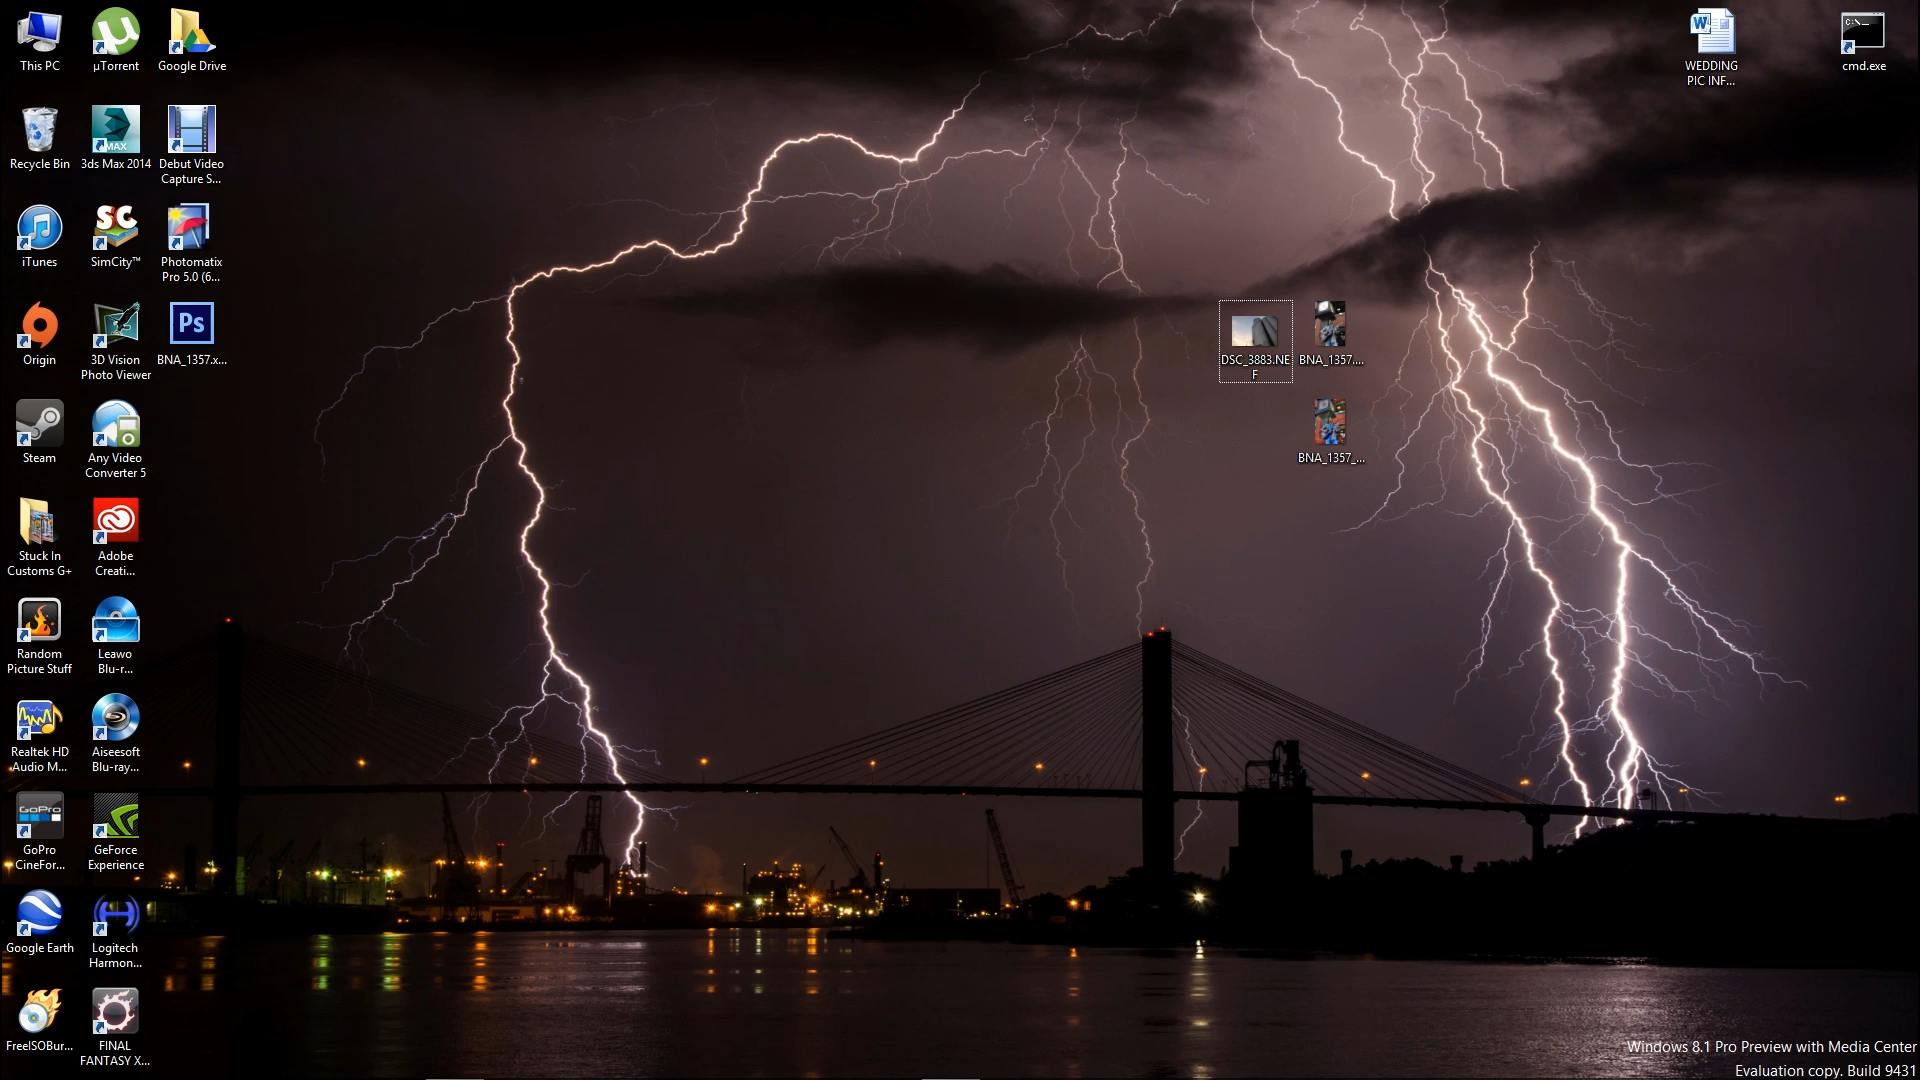 This PC
µTorrent
Google Drive
WEDDING
PIC INF...
C:\._
cmd.exe
Recycle Bin
MAX
3ds Max 2014
Debut Video
Capture S...
iTunes
SC
SimCity™
Photomatix
Pro 5.0 (6...
Origin
3D Vision
Photo Viewer
Ps
BNA_1357.x...
DSC_3883.NE
F
BNA_1357....
BNA_1357_...
Steam
Any Video
Converter 5
Stuck In
Customs G+
Adobe
Creati...
Random
Picture Stuff
Leawo
Blu-r...
Realtek HD
Audio M...
Aiseesoft
Blu-ray...
GoPro
GoPro
CineFor...
GeForce
Experience
Google Earth
Logitech
Harmon...
FreeISOBur...
FINAL
FANTASY X...
Windows 8.1 Pro Preview with Media Center
Evaluation copy. Build 9431